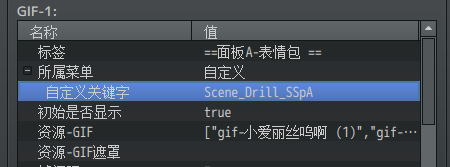 GIF-1:
名称 值
标签 ==面板A-表情包 ==
所属菜单 自定义
自定义关键字 Scene_Drill_SSpA
初始是否显示 true
资源-GIF ["gif~小爱丽丝呜啊 (1)","gif-…
资源-GIF遮罩